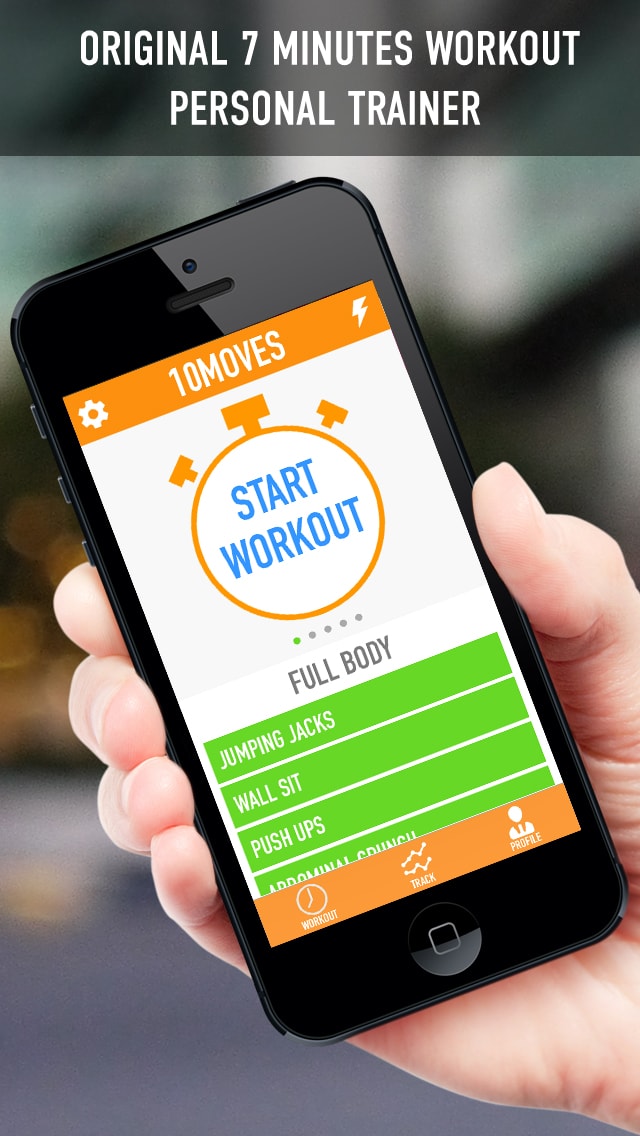 ORIGINAL 7 MINUTES WORKOUT
PERSONAL TRAINER
10MOVES
START
WORKOUT
FULL BODY
JUMPING JACKS
WALL SIT
PUSH UPS
ABDOMINAL CRUNCH
WORKOUT
TRACK
PROFILE